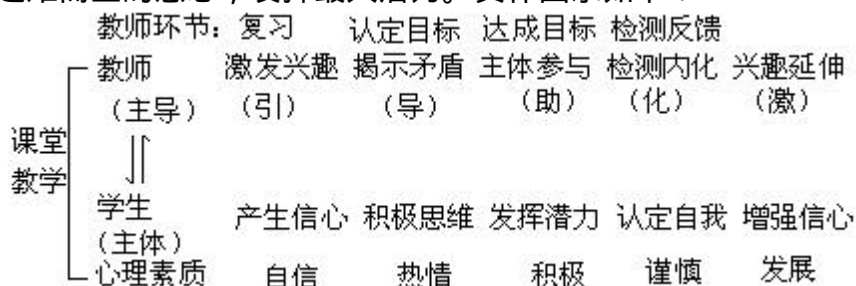 教师环节：复习 认定目标 达成目标 检测反馈
教师 激发兴趣 揭示矛盾 主体参与 检测内化 兴趣延伸
（主导） （引） （导） （助） （化） （激）
课堂
教学
学生 产生信心 积极思维 发挥潜力 认定自我 增强信心
（主体）
心理素质 自信 热情 积极 谨慎 发展